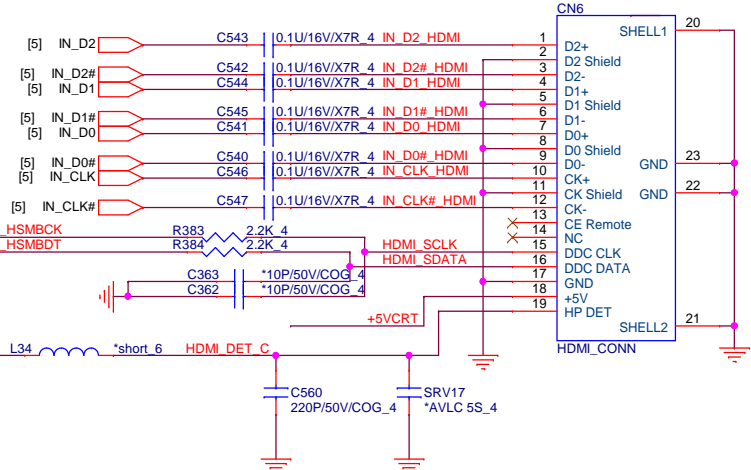 CN6
[5] IN_D2 C543 0.1U/16V/X7R_4 IN_D2_HDMI 1 D2+ SHELL1 20
2 D2 Shield
[5] IN_D2# C542 0.1U/16V/X7R_4 IN_D2#_HDMI 3 D2-
[5] IN_D1 C544 0.1U/16V/X7R_4 IN_D1_HDMI 4 D1+
5 D1 Shield
[5] IN_D1# C545 0.1U/16V/X7R_4 IN_D1#_HDMI 6 D1-
[5] IN_D0 C541 0.1U/16V/X7R_4 IN_D0_HDMI 7 D0+
8 D0 Shield
[5] IN_D0# C540 0.1U/16V/X7R_4 IN_D0#_HDMI 9 D0- GND 23
[5] IN_CLK C546 0.1U/16V/X7R_4 IN_CLK_HDMI 10 CK+
11 CK Shield GND 22
[5] IN_CLK# C547 0.1U/16V/X7R_4 IN_CLK#_HDMI 12 CK-
13 CE Remote
_HSMBCK R383 2.2K_4 14 NC
_HSMBDT R384 2.2K_4 HDMI_SCLK 15 DDC CLK
HDMI_SDATA 16 DDC DATA
C363 *10P/50V/COG_4 17 GND
C362 *10P/50V/COG_4 18 +5V
+5VCRT 19 HP DET
SHELL2 21
L34 *short_6 HDMI_DET_C HDMI_CONN
C560 SRV17
220P/50V/COG_4 *AVLC 5S_4